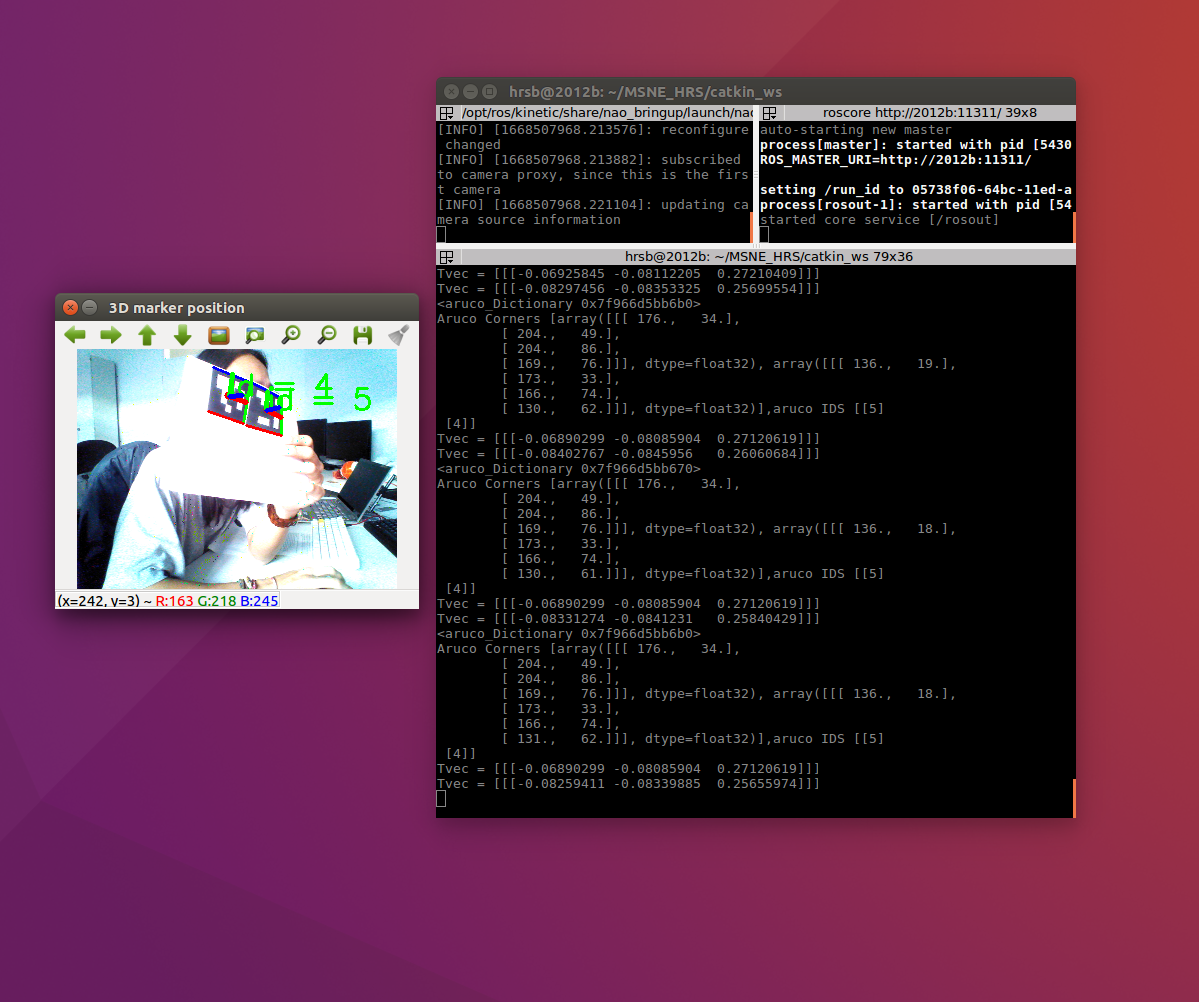 hrsb@2012b: ~/MSNE_HRS/catkin_ws
/opt/ros/kinetic/share/nao_bringup/launch/nao
[INFO] [1668507968.213576]: reconfigure
 changed
[INFO] [1668507968.213882]: subscribed
to camera proxy, since this is the firs
t camera
[INFO] [1668507968.221104]: updating ca
mera source information
roscore http://2012b:11311/ 39x8
auto-starting new master
process[master]: started with pid [5430
ROS_MASTER_URI=http://2012b:11311/
setting /run_id to 05738f06-64bc-11ed-a
process[rosout-1]: started with pid [54
started core service [/rosout]
hrsb@2012b: ~/MSNE_HRS/catkin_ws 79x36
Tvec = [[[-0.06925845 -0.08112205  0.27210409]]]
Tvec = [[[-0.08297456 -0.08353325  0.25699554]]]
<aruco_Dictionary 0x7f966d5bb6b0>
Aruco Corners [array([[[ 176.,   34.],
        [ 204.,   49.],
        [ 204.,   86.],
        [ 169.,   76.]]], dtype=float32), array([[[ 136.,   19.],
        [ 173.,   33.],
        [ 166.,   74.],
        [ 130.,   62.]]], dtype=float32)],aruco IDS [[5]
 [4]]
Tvec = [[[-0.06890299 -0.08085904  0.27120619]]]
Tvec = [[[-0.08402767 -0.0845956   0.26060684]]]
<aruco_Dictionary 0x7f966d5bb670>
Aruco Corners [array([[[ 176.,   34.],
        [ 204.,   49.],
        [ 204.,   86.],
        [ 169.,   76.]]], dtype=float32), array([[[ 136.,   18.],
        [ 173.,   33.],
        [ 166.,   74.],
        [ 130.,   61.]]], dtype=float32)],aruco IDS [[5]
 [4]]
Tvec = [[[-0.06890299 -0.08085904  0.27120619]]]
Tvec = [[[-0.08331274 -0.0841231   0.25840429]]]
<aruco_Dictionary 0x7f966d5bb6b0>
Aruco Corners [array([[[ 176.,   34.],
        [ 204.,   49.],
        [ 204.,   86.],
        [ 169.,   76.]]], dtype=float32), array([[[ 136.,   18.],
        [ 173.,   33.],
        [ 166.,   74.],
        [ 131.,   62.]]], dtype=float32)],aruco IDS [[5]
 [4]]
Tvec = [[[-0.06890299 -0.08085904  0.27120619]]]
Tvec = [[[-0.08259411 -0.08339885  0.25655974]]]
3D marker position
Id = 4
Id = 5
(x=242, y=3) ~ R:163 G:218 B:245